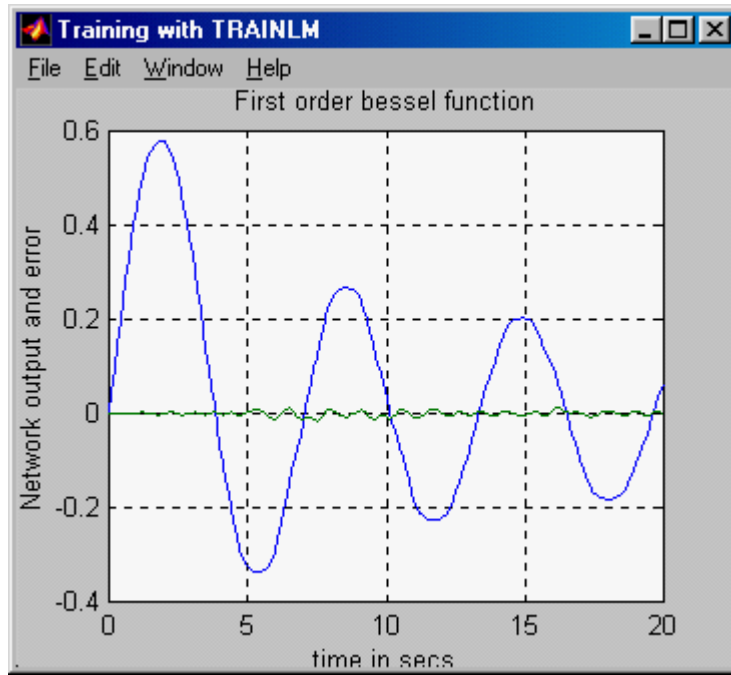 Training with TRAINLM
File Edit Window Help
First order bessel function
Network output and error
0.6
0.4
0.2
0
-0.2
-0.4
0 5 10 15 20
time in secs